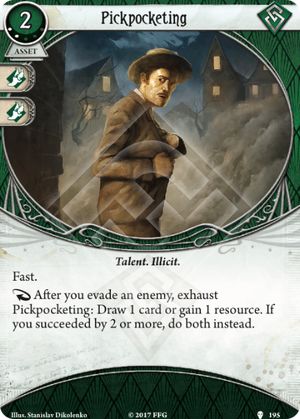 Pickpocketing
2
ASSET
Talent. Illicit.
Fast.
After you evade an enemy, exhaust
Pickpocketing: Draw 1 card or gain 1 resource. If
you succeeded by 2 or more, do both instead.
Illus. Stanislav Dikolenko
© 2017 FFG
195